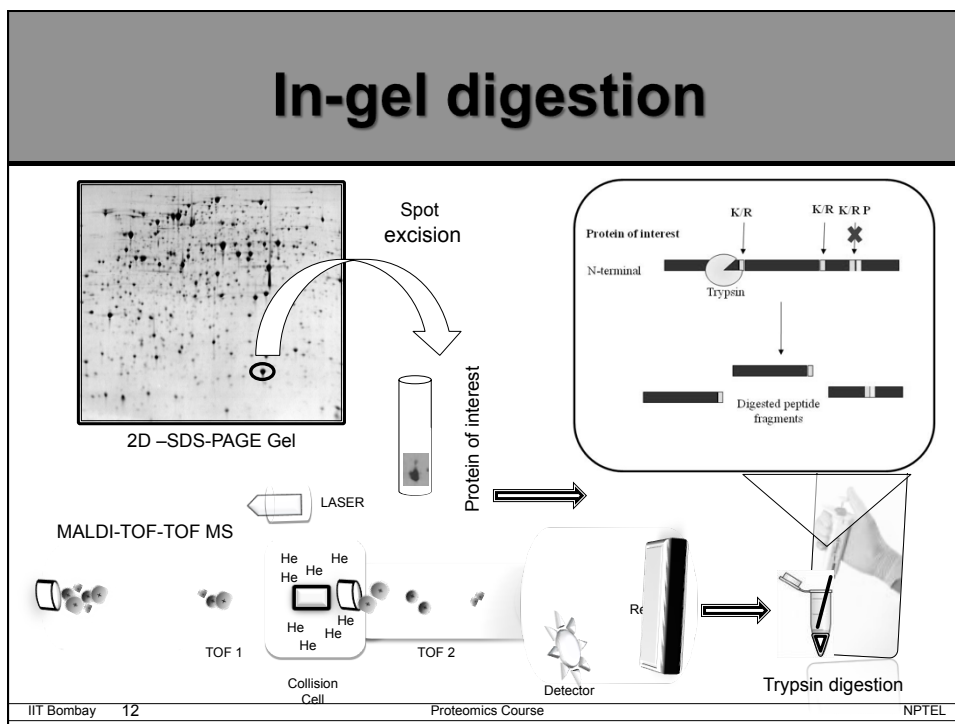 In-gel digestion
Spot
excision
2D –SDS-PAGE Gel
Protein of interest
K/R
K/R
K/R P
Protein of interest
N-terminal
Trypsin
Digested peptide
fragments
LASER
MALDI-TOF-TOF MS
He
He
He
He
He
He
He
He
He
TOF 1
TOF 2
Collision
Cell
Detector
Re
Trypsin digestion
IIT Bombay
12
Proteomics Course
NPTEL